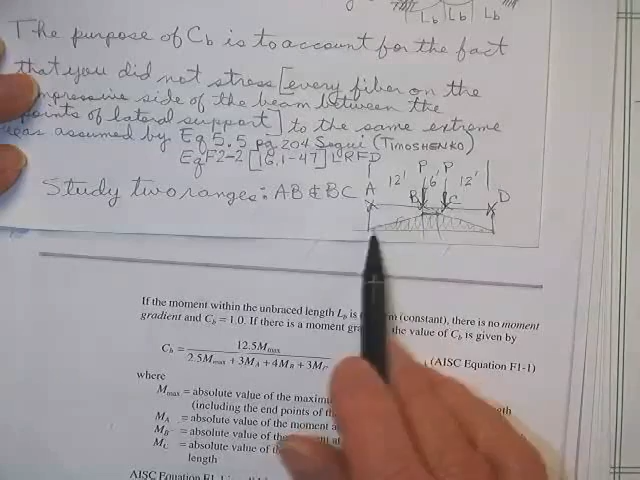 Lb Lb Lb
The purpose of Cb is to account for the fact
that you did not stress [every fiber on the
compressive side of the beam between the
points of lateral support] to the same extreme
as assumed by Eq 5.5 pg. 204 Segui (TIMOSHENKO)
Eq F2-2 [16.1-47] LRFD
Study two ranges: AB & BC
P P
12' 6' 12'
A B C D
If the moment within the unbraced length Lb is (constant), there is no moment
gradient and Cb = 1.0. If there is a moment the value of Cb is given by
Cb = 12.5Mmax / 2.5Mmax + 3MA + 4MB + 3MC (AISC Equation F1-1)
where
Mmax = absolute value of the
(including the end points of
MA = absolute value of the moment
MB = absolute value of the
MC = absolute value of the
length
AISC Equation F1-1